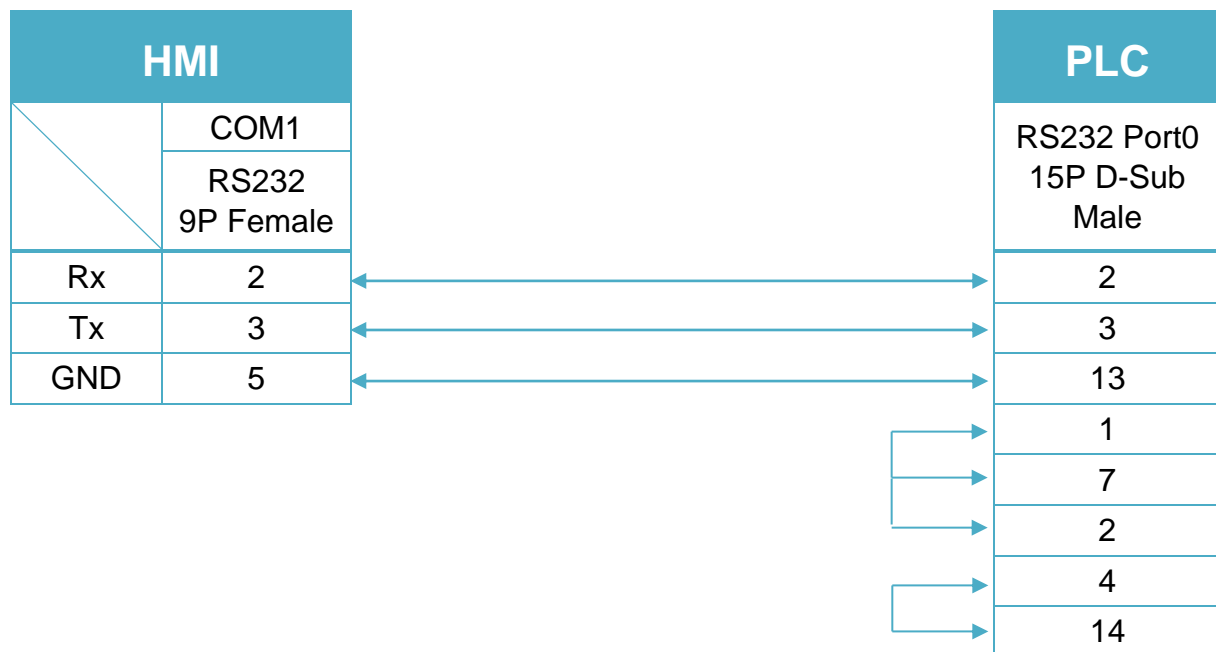 HMI
PLC
COM1
RS232
9P Female
RS232 Port0
15P D-Sub
Male
Rx 2 2
Tx 3 3
GND 5 13
1
7
2
4
14